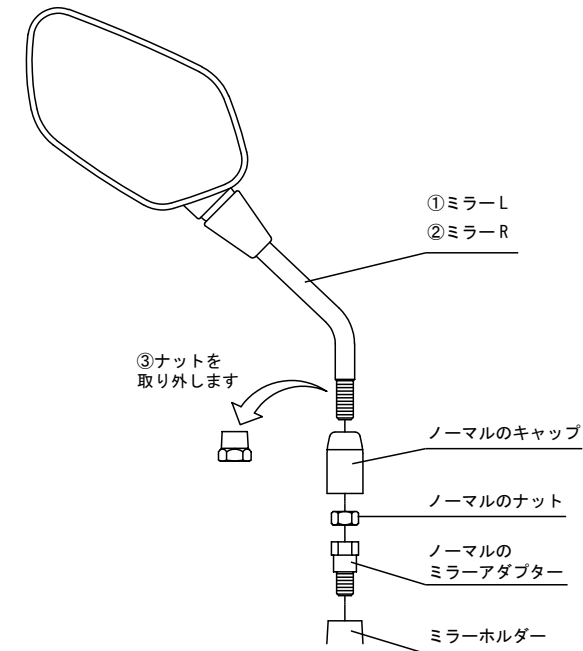 ①ミラーL
②ミラーR
③ナットを
取り外します
ノーマルのキャップ
ノーマルのナット
ノーマルの
ミラーアダプター
ミラーホルダー